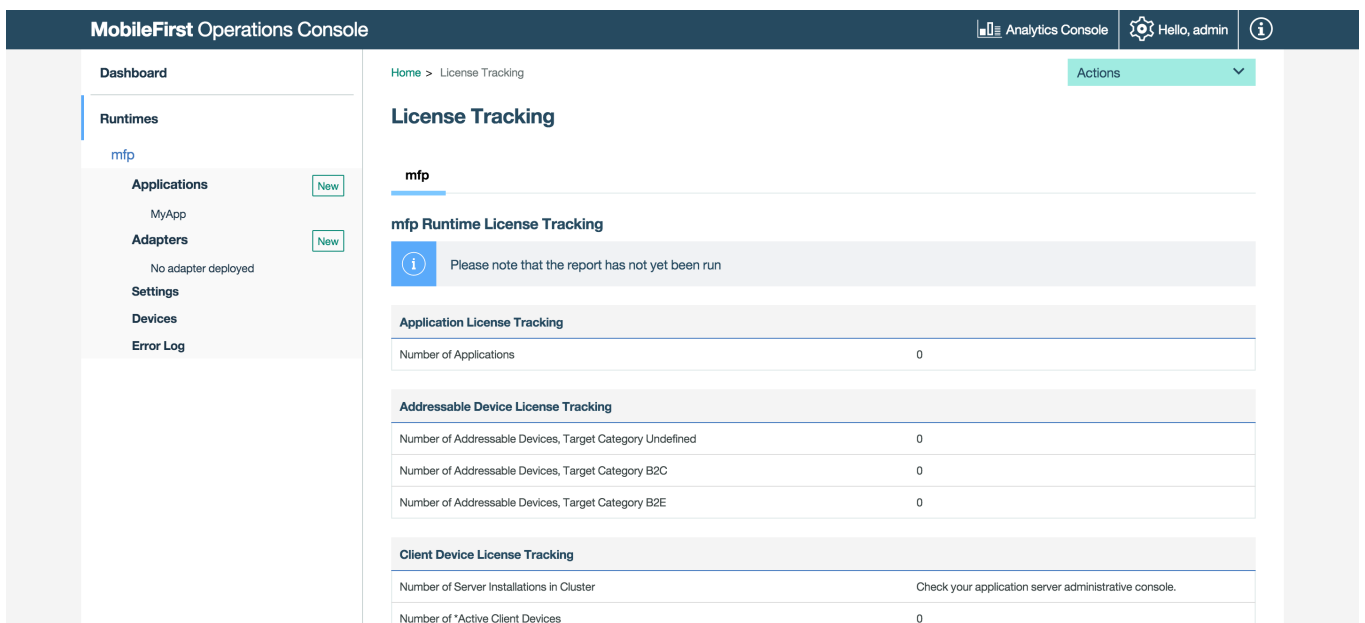 MobileFirst Operations Console
Analytics Console
Hello, admin
Dashboard
Runtimes
mfp
Applications New
MyApp
Adapters New
No adapter deployed
Settings
Devices
Error Log
Home > License Tracking
Actions
License Tracking
mfp
mfp Runtime License Tracking
Please note that the report has not yet been run
Application License Tracking
Number of Applications 0
Addressable Device License Tracking
Number of Addressable Devices, Target Category Undefined 0
Number of Addressable Devices, Target Category B2C 0
Number of Addressable Devices, Target Category B2E 0
Client Device License Tracking
Number of Server Installations in Cluster Check your application server administrative console.
Number of *Active Client Devices 0